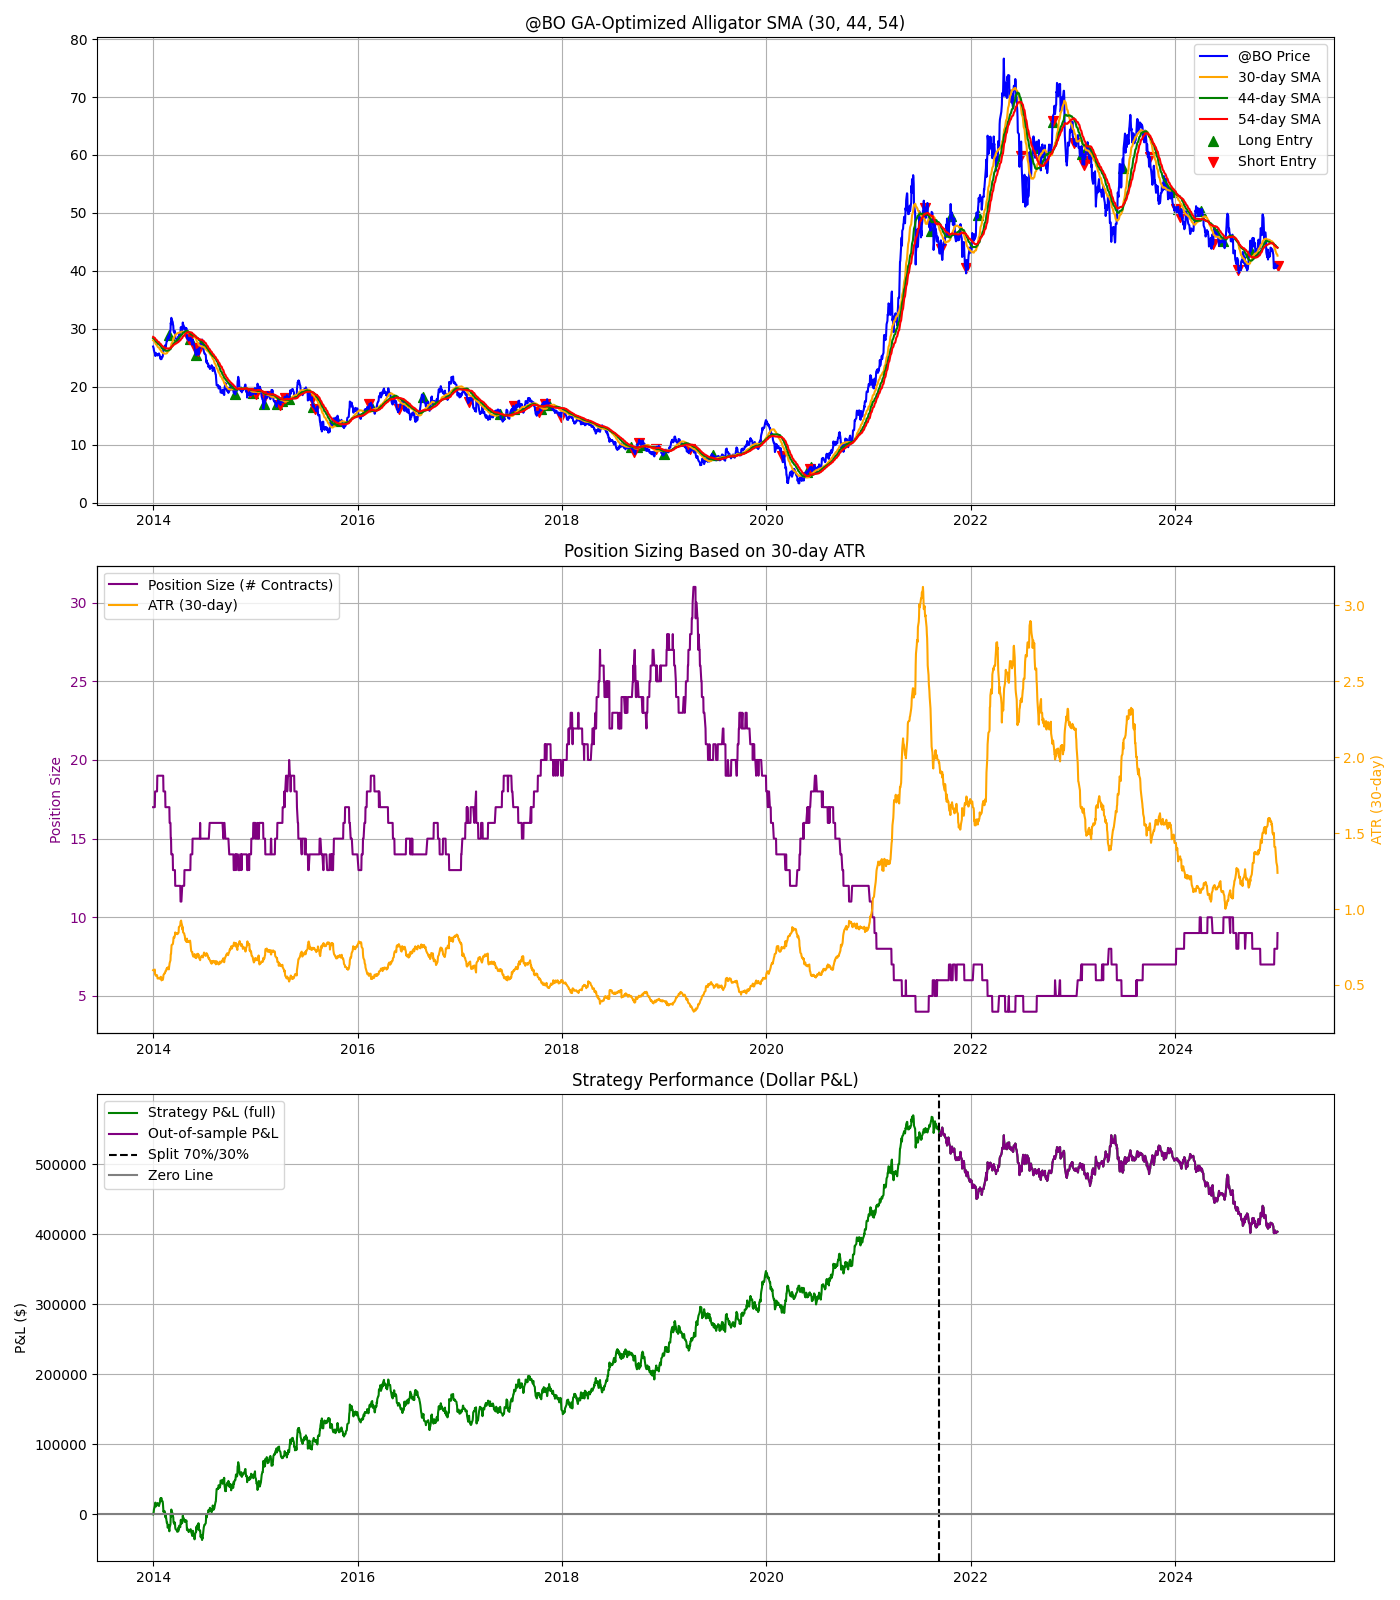 @BO GA-Optimized Alligator SMA (30, 44, 54)
80
70
60
50
40
30
20
10
0
@BO Price
30-day SMA
44-day SMA
54-day SMA
Long Entry
Short Entry
2014 2016 2018 2020 2022 2024
Position Sizing Based on 30-day ATR
Position Size
30
25
20
15
10
5
Position Size (# Contracts)
ATR (30-day)
3.0
2.5
2.0
1.5
1.0
0.5
ATR (30-day)
2014 2016 2018 2020 2022 2024
Strategy Performance (Dollar P&L)
P&L ($)
500000
400000
300000
200000
100000
0
Strategy P&L (full)
Out-of-sample P&L
Split 70%/30%
Zero Line
2014 2016 2018 2020 2022 2024